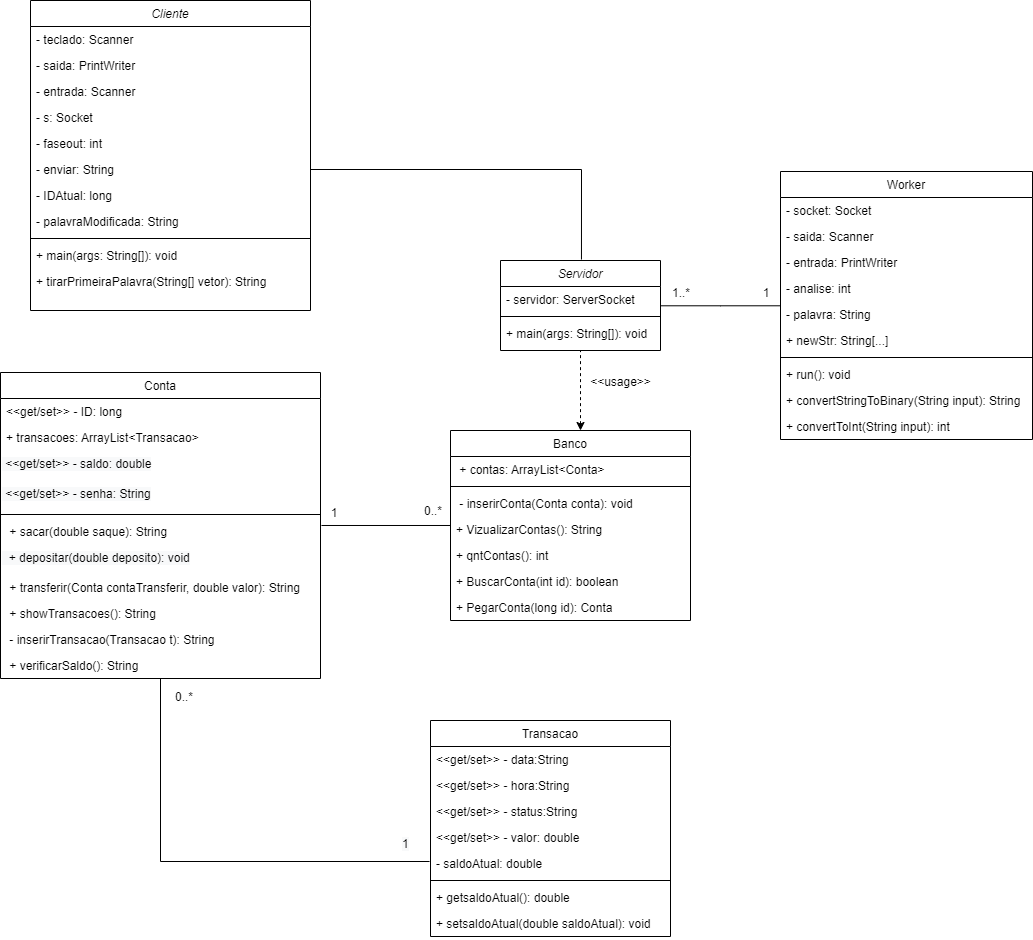 Cliente
- teclado: Scanner
- saida: PrintWriter
- entrada: Scanner
- s: Socket
- faseout: int
- enviar: String
- IDAtual: long
- palavraModificada: String
+ main(args: String[]): void
+ tirarPrimeiraPalavra(String[] vetor): String
Worker
- socket: Socket
- saida: Scanner
- entrada: PrintWriter
- analise: int
- palavra: String
+ newStr: String[...]
+ run(): void
+ convertStringToBinary(String input): String
+ convertToInt(String input): int
Servidor
- servidor: ServerSocket
+ main(args: String[]): void
1..*
1
<<usage>>
Conta
<<get/set>> - ID: long
+ transacoes: ArrayList<Transacao>
<<get/set>> - saldo: double
<<get/set>> - senha: String
+ sacar(double saque): String
+ depositar(double deposito): void
+ transferir(Conta contaTransferir, double valor): String
+ showTransacoes(): String
- inserirTransacao(Transacao t): String
+ verificarSaldo(): String
1
0..*
Banco
+ contas: ArrayList<Conta>
- inserirConta(Conta conta): void
+ VizualizarContas(): String
+ qntContas(): int
+ BuscarConta(int id): boolean
+ PegarConta(long id): Conta
0..*
1
Transacao
<<get/set>> - data:String
<<get/set>> - hora:String
<<get/set>> - status:String
<<get/set>> - valor: double
- saldoAtual: double
+ getsaldoAtual(): double
+ setsaldoAtual(double saldoAtual): void